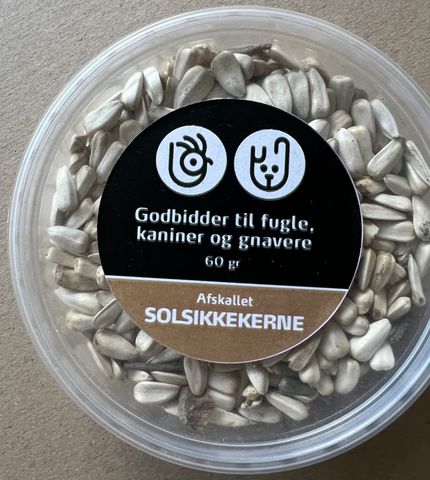 Godbidder til fugle,
kaniner og gnavere
60 gr
Afskallet
SOLSIKKEKERNE